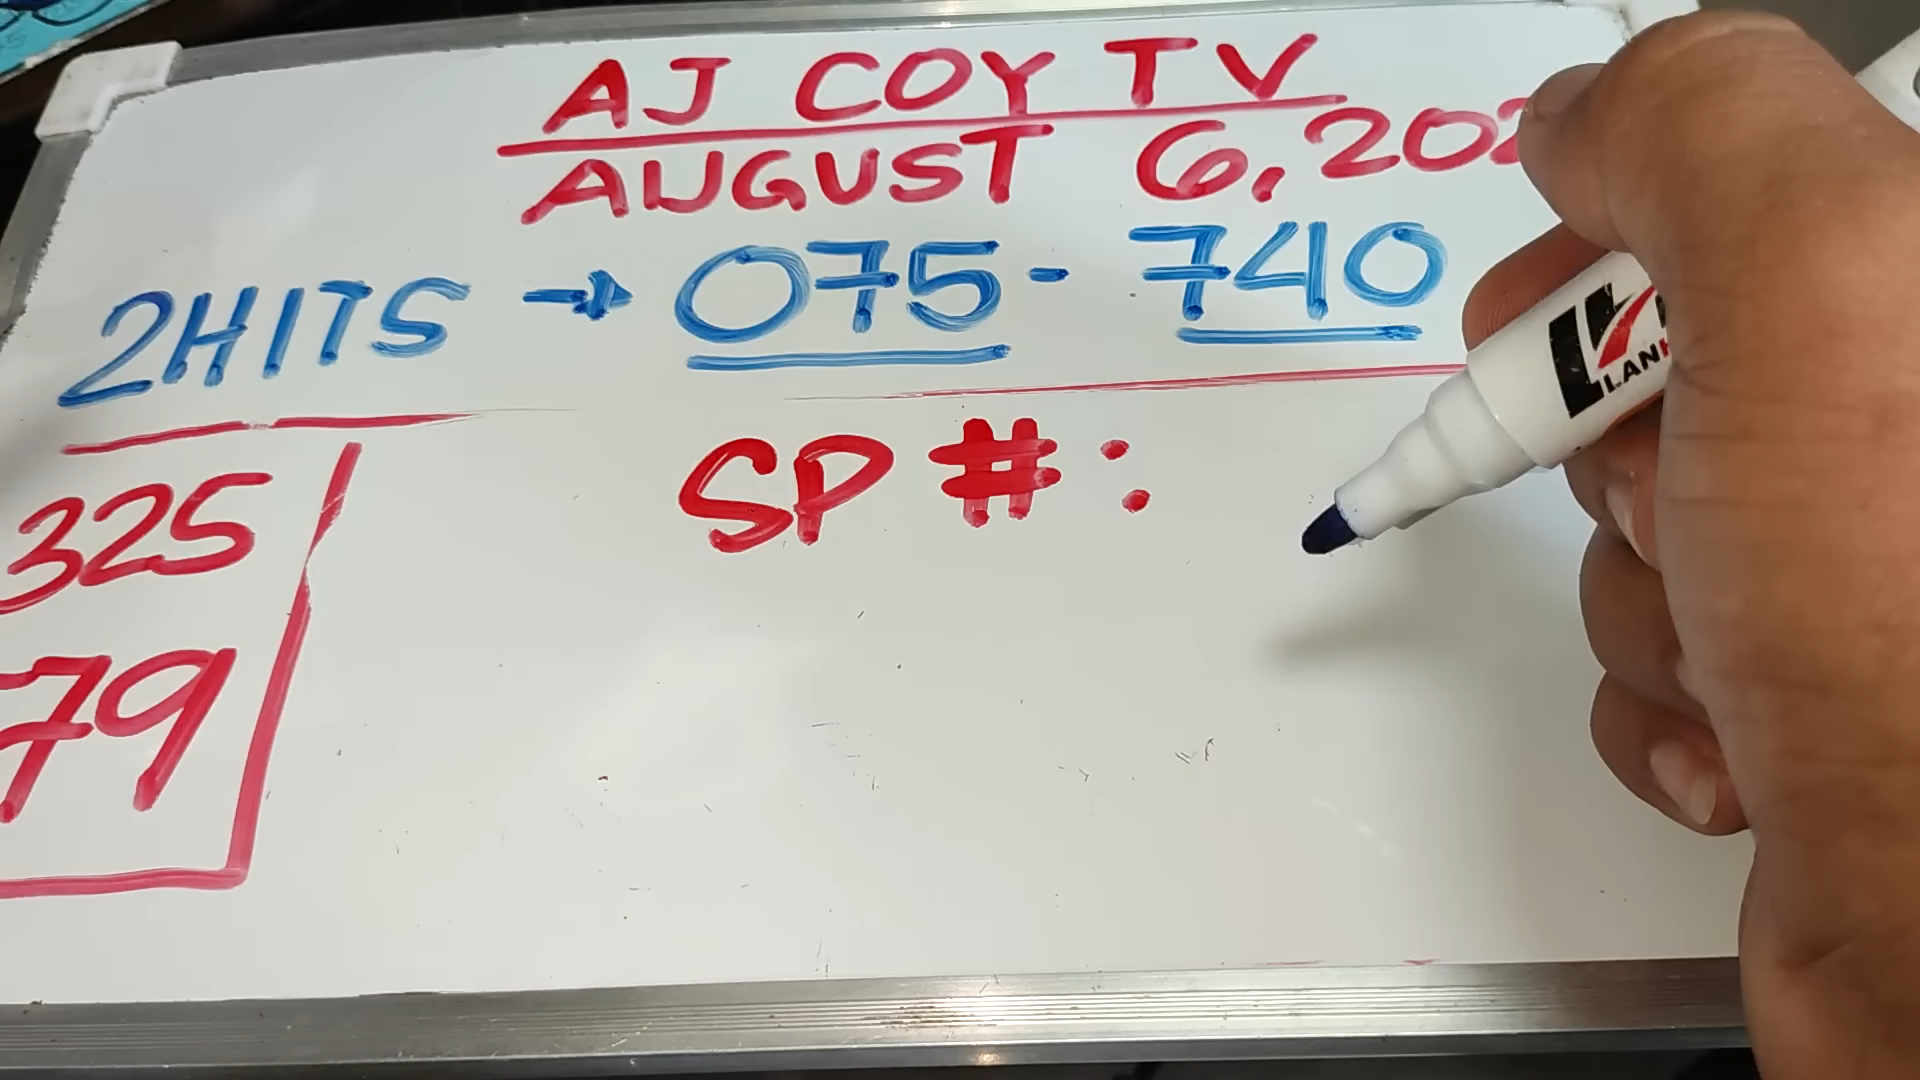 AJ COY TV
AUGUST 6, 202
2HITS → 075 - 740
SP #:
325
79
LAN